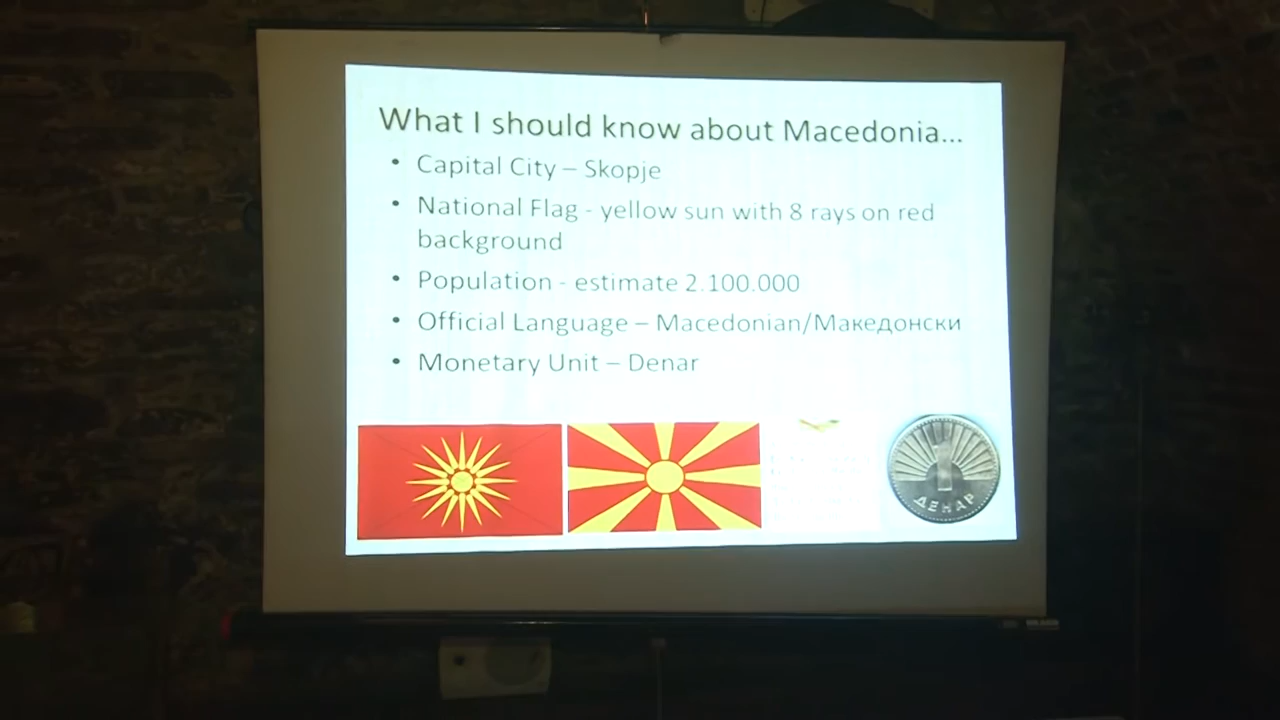 What I should know about Macedonia...
• Capital City – Skopje
• National Flag - yellow sun with 8 rays on red
background
• Population - estimate 2.100.000
• Official Language – Macedonian/Македонски
• Monetary Unit – Denar
1
ДЕНАР